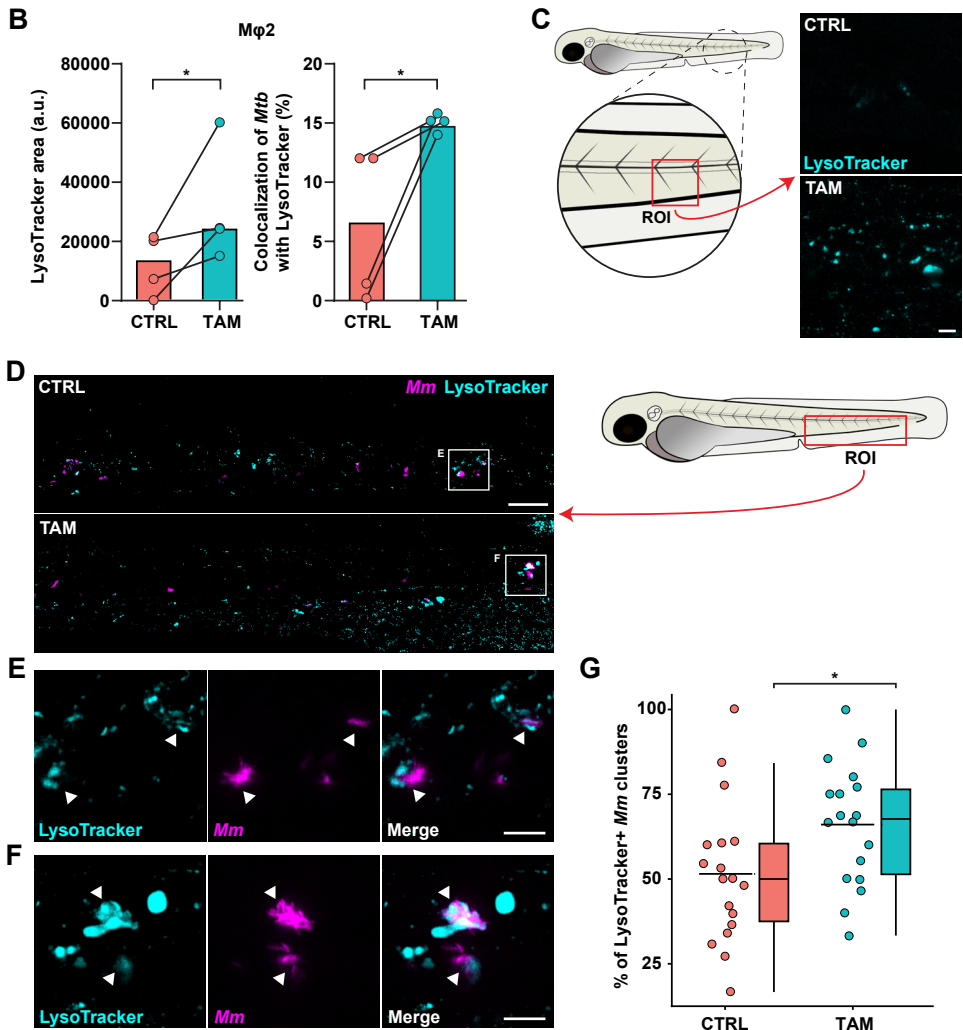 B
Mφ2
LysoTracker area (a.u.)
80000
60000
40000
20000
0
*
CTRL
TAM
Colocalization of Mtb
with LysoTracker (%)
20
15
10
5
0
*
CTRL
TAM
C
ROI
CTRL
LysoTracker
TAM
D
CTRL
Mm LysoTracker
E
TAM
F
ROI
E
LysoTracker
Mm
Merge
F
LysoTracker
Mm
Merge
G
% of LysoTracker+ Mm clusters
100
75
50
25
*
CTRL
TAM